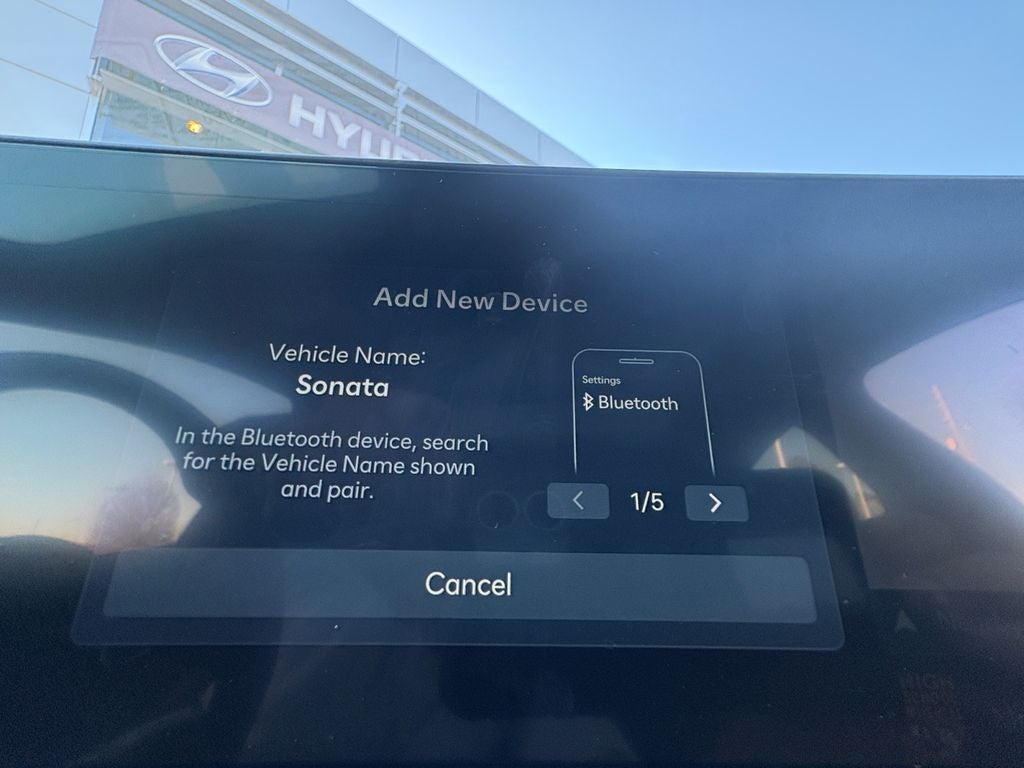 HYU
Add New Device
Vehicle Name:
Sonata
In the Bluetooth device, search
for the Vehicle Name shown
and pair.
Settings
Bluetooth
1/5
Cancel